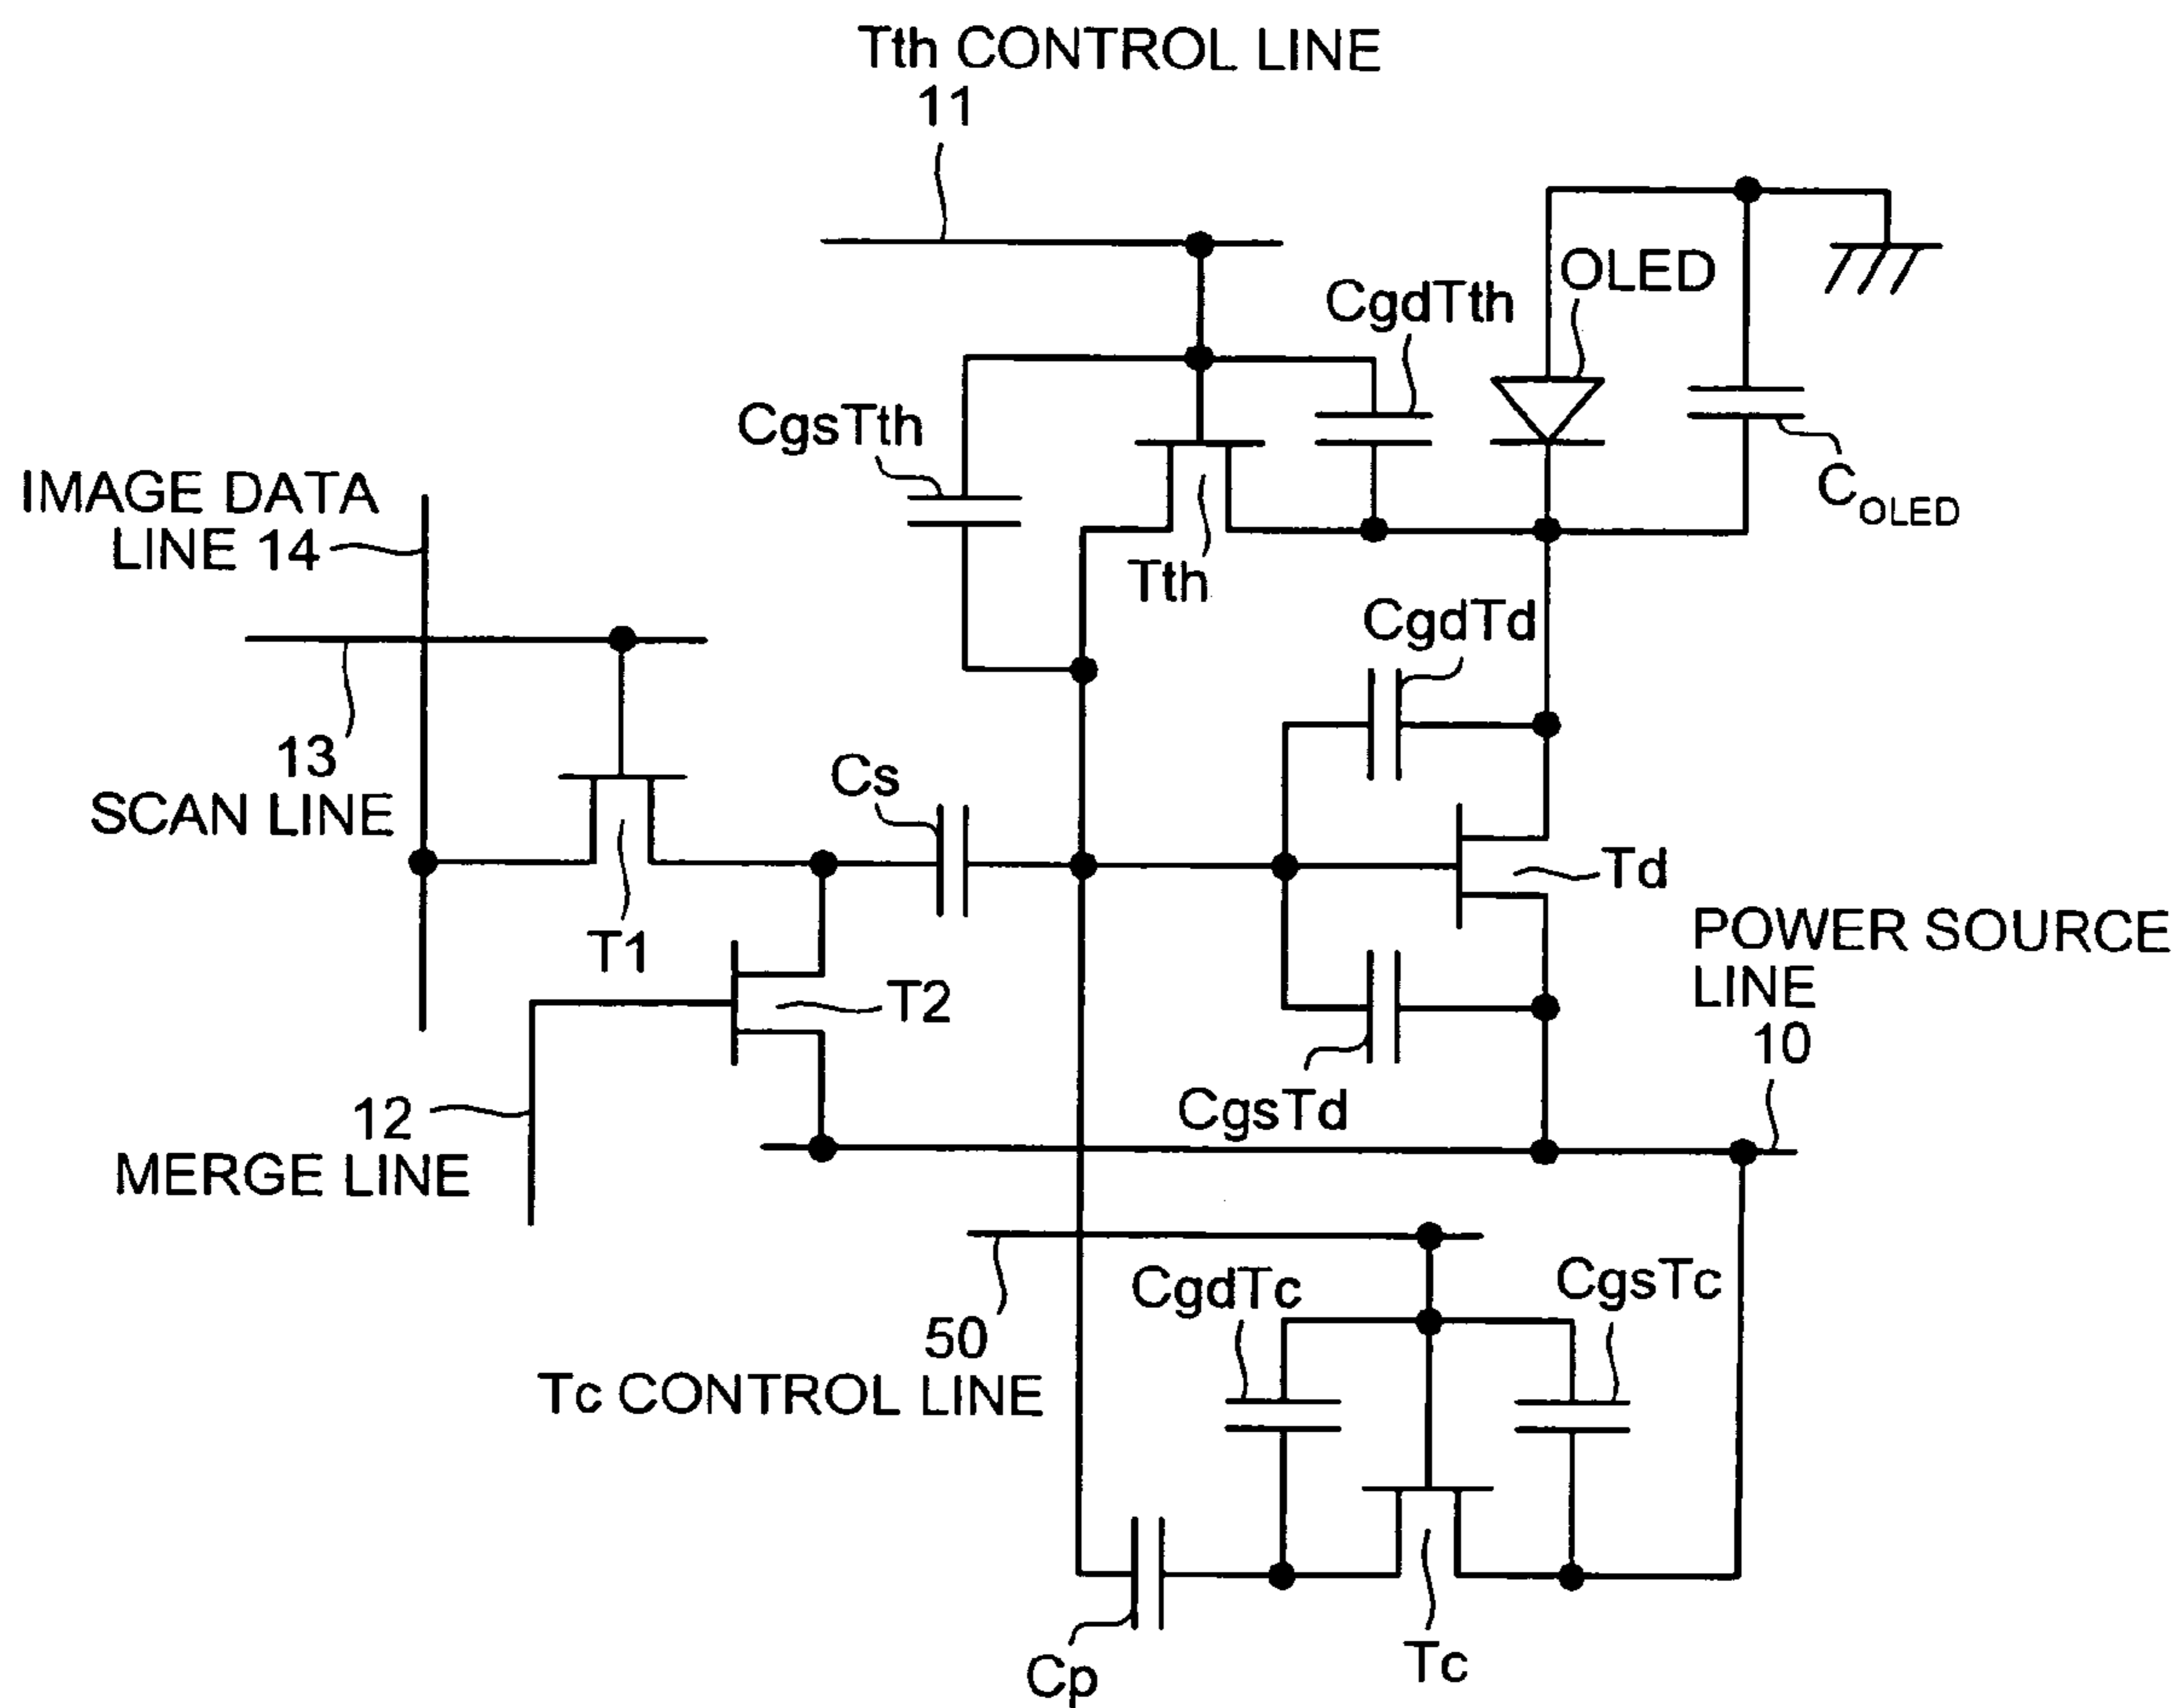 Tth CONTROL LINE
11
OLED
CgdTth
CgsTth
COLED
IMAGE DATA
LINE 14
Tth
CgdTd
13
SCAN LINE
Cs
Td
T1
T2
POWER SOURCE
LINE
10
CgsTd
12
MERGE LINE
CgdTc
CgsTc
50
Tc CONTROL LINE
Cp
Tc